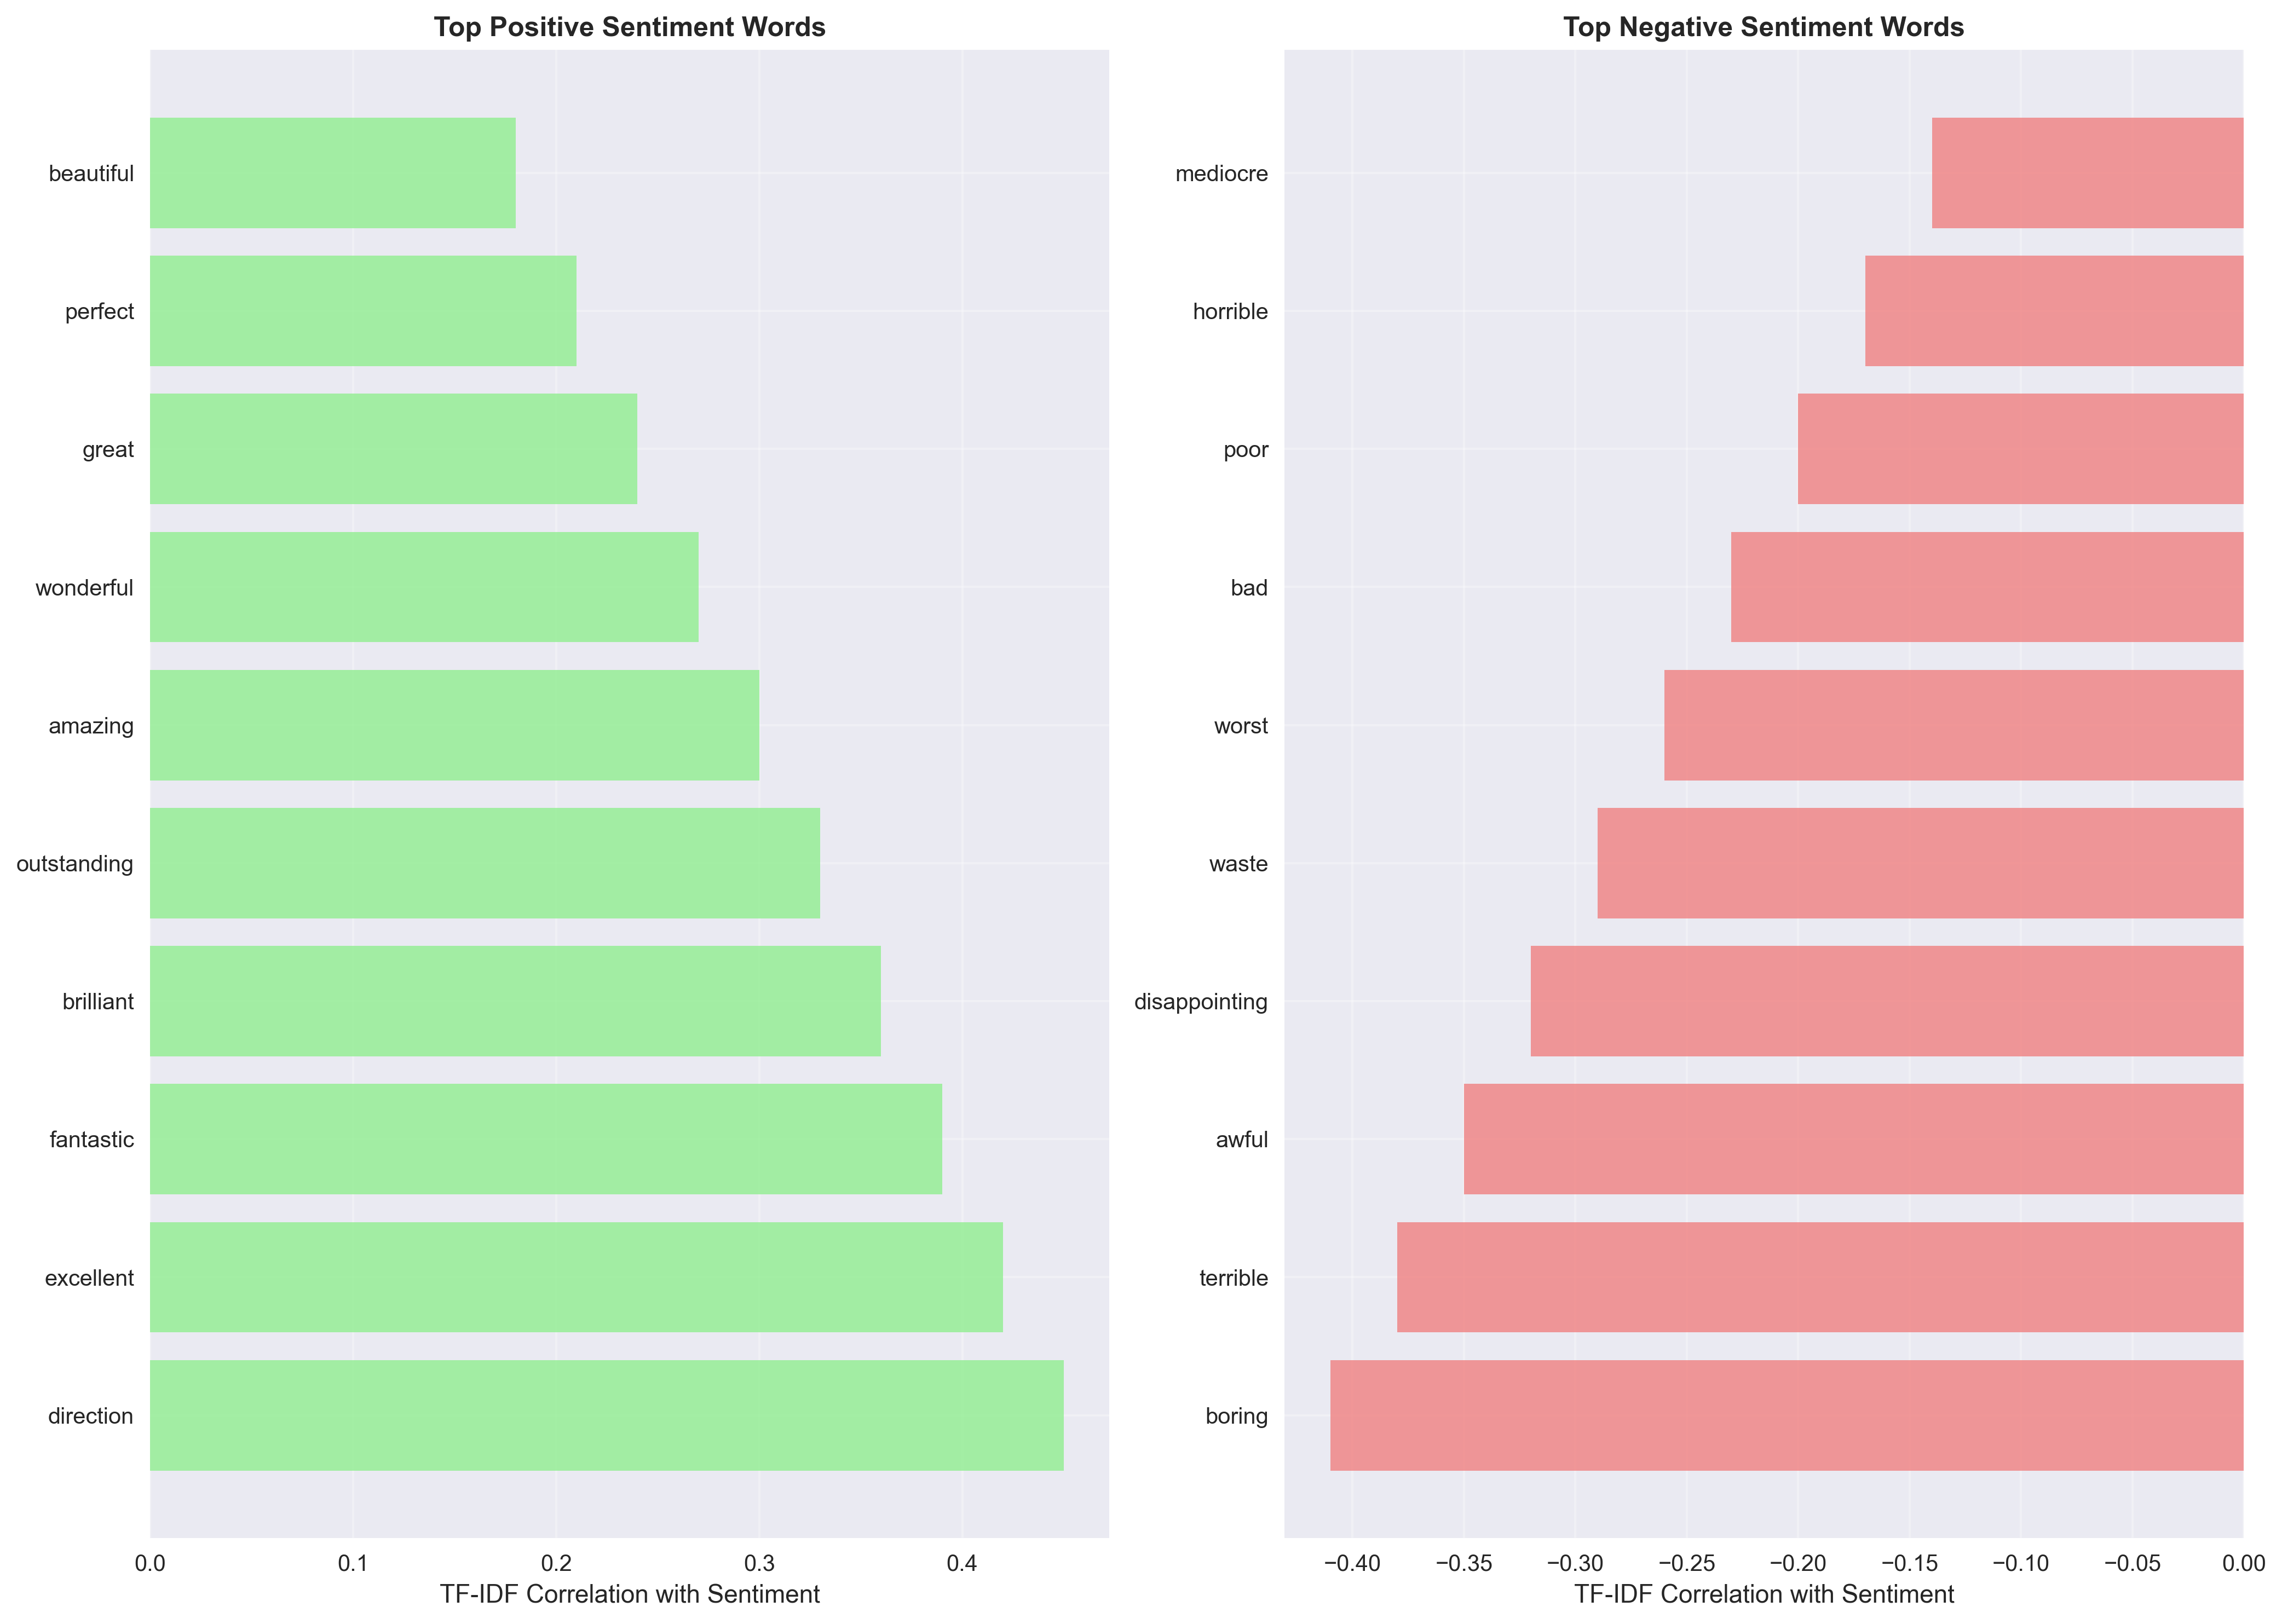 Top Positive Sentiment Words
beautiful
perfect
great
wonderful
amazing
outstanding
brilliant
fantastic
excellent
direction
0.0 0.1 0.2 0.3 0.4
TF-IDF Correlation with Sentiment
Top Negative Sentiment Words
mediocre
horrible
poor
bad
worst
waste
disappointing
awful
terrible
boring
−0.40 −0.35 −0.30 −0.25 −0.20 −0.15 −0.10 −0.05 0.00
TF-IDF Correlation with Sentiment